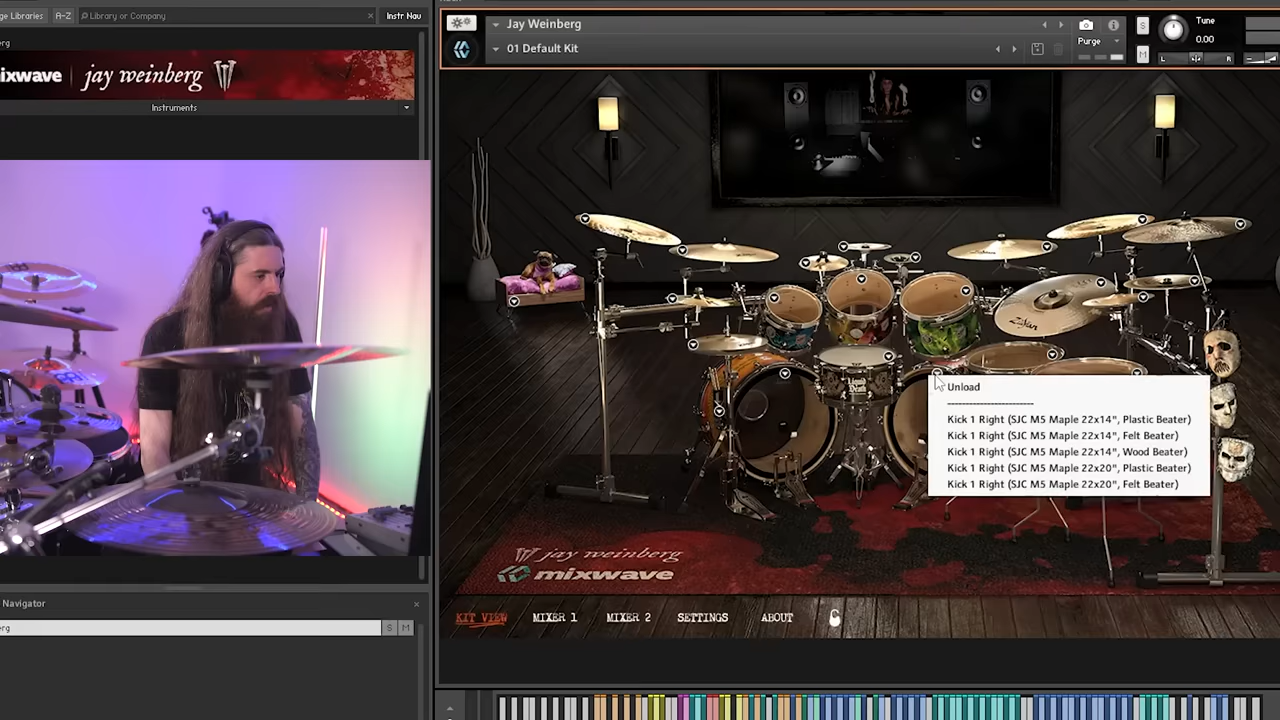 ge Libraries
A-Z
Library or Company
Instr Nav
erg
mixwave
jay weinberg
Instruments
Navigator
erg
S
M
Jay Weinberg
01 Default Kit
Purge
S
M
Tune
0.00
L
R
Unload
------------------------
Kick 1 Right (SJC M5 Maple 22x14", Plastic Beater)
Kick 1 Right (SJC M5 Maple 22x14", Felt Beater)
Kick 1 Right (SJC M5 Maple 22x14", Wood Beater)
Kick 1 Right (SJC M5 Maple 22x20", Plastic Beater)
Kick 1 Right (SJC M5 Maple 22x20", Felt Beater)
Zildjian
jay weinberg
mixwave
KIT VIEW
MIXER 1
MIXER 2
SETTINGS
ABOUT